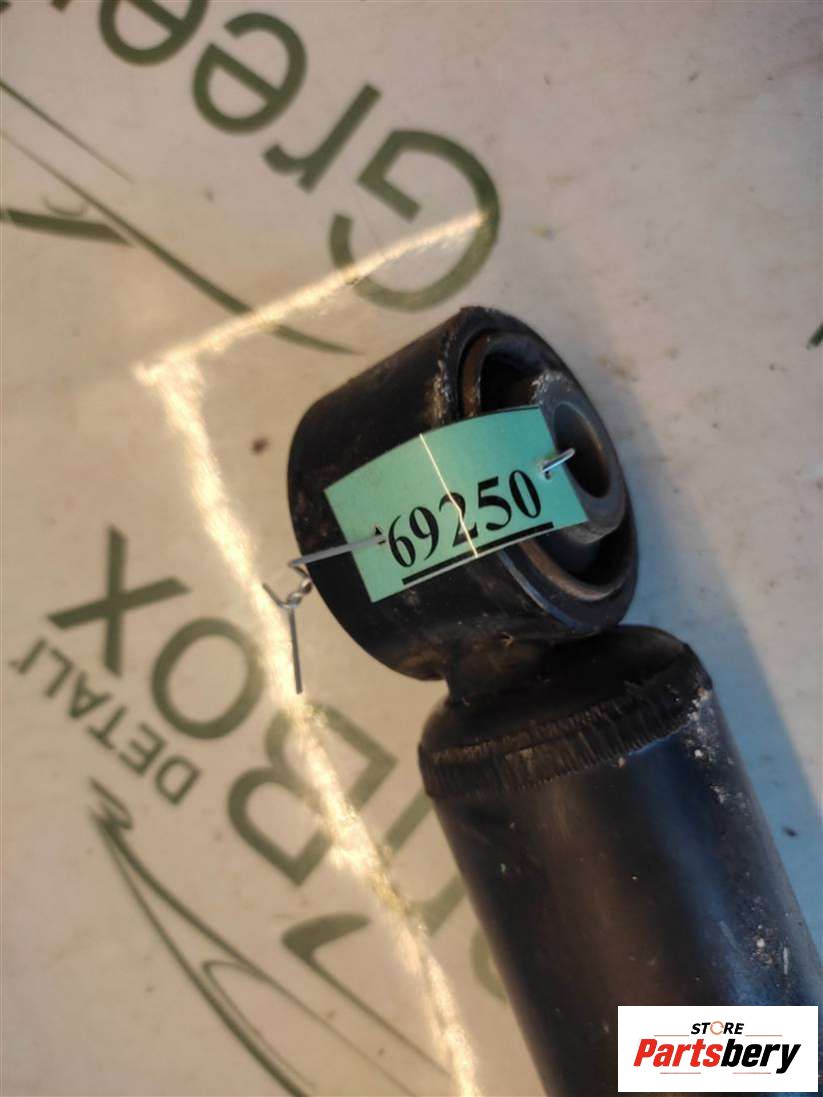 Gree
69250
DETALI
BOX
STORE
Partsbery